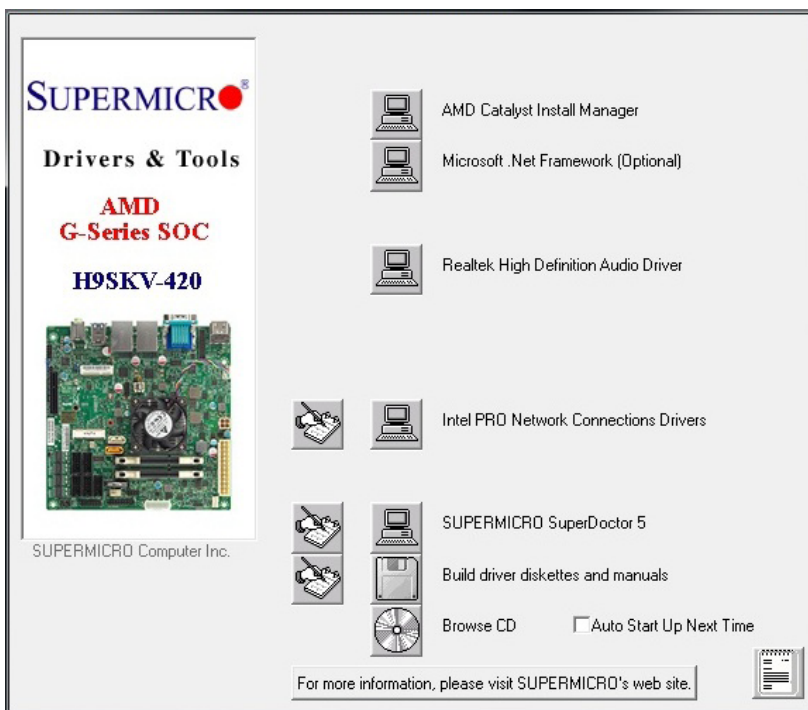 SUPERMICRO®
Drivers & Tools
AMD
G-Series SOC
H9SKV-420
SUPERMICRO Computer Inc.
AMD Catalyst Install Manager
Microsoft .Net Framework (Optional)
Realtek High Definition Audio Driver
Intel PRO Network Connections Drivers
SUPERMICRO SuperDoctor 5
Build driver diskettes and manuals
Browse CD
Auto Start Up Next Time
For more information, please visit SUPERMICRO's web site.